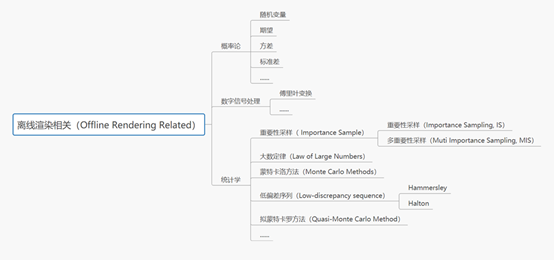 离线渲染相关（Offline Rendering Related）
概率论
随机变量
期望
方差
标准差
......
数字信号处理
傅里叶变换
......
统计学
重要性采样（ Importance Sample）
重要性采样（Importance Sampling, IS）
多重要性采样（Muti Importance Sampling, MIS）
大数定律（Law of Large Numbers）
蒙特卡洛方法（Monte Carlo Methods）
低偏差序列（Low-discrepancy sequence）
Hammersley
Halton
拟蒙特卡罗方法（Quasi-Monte Carlo Method）
......